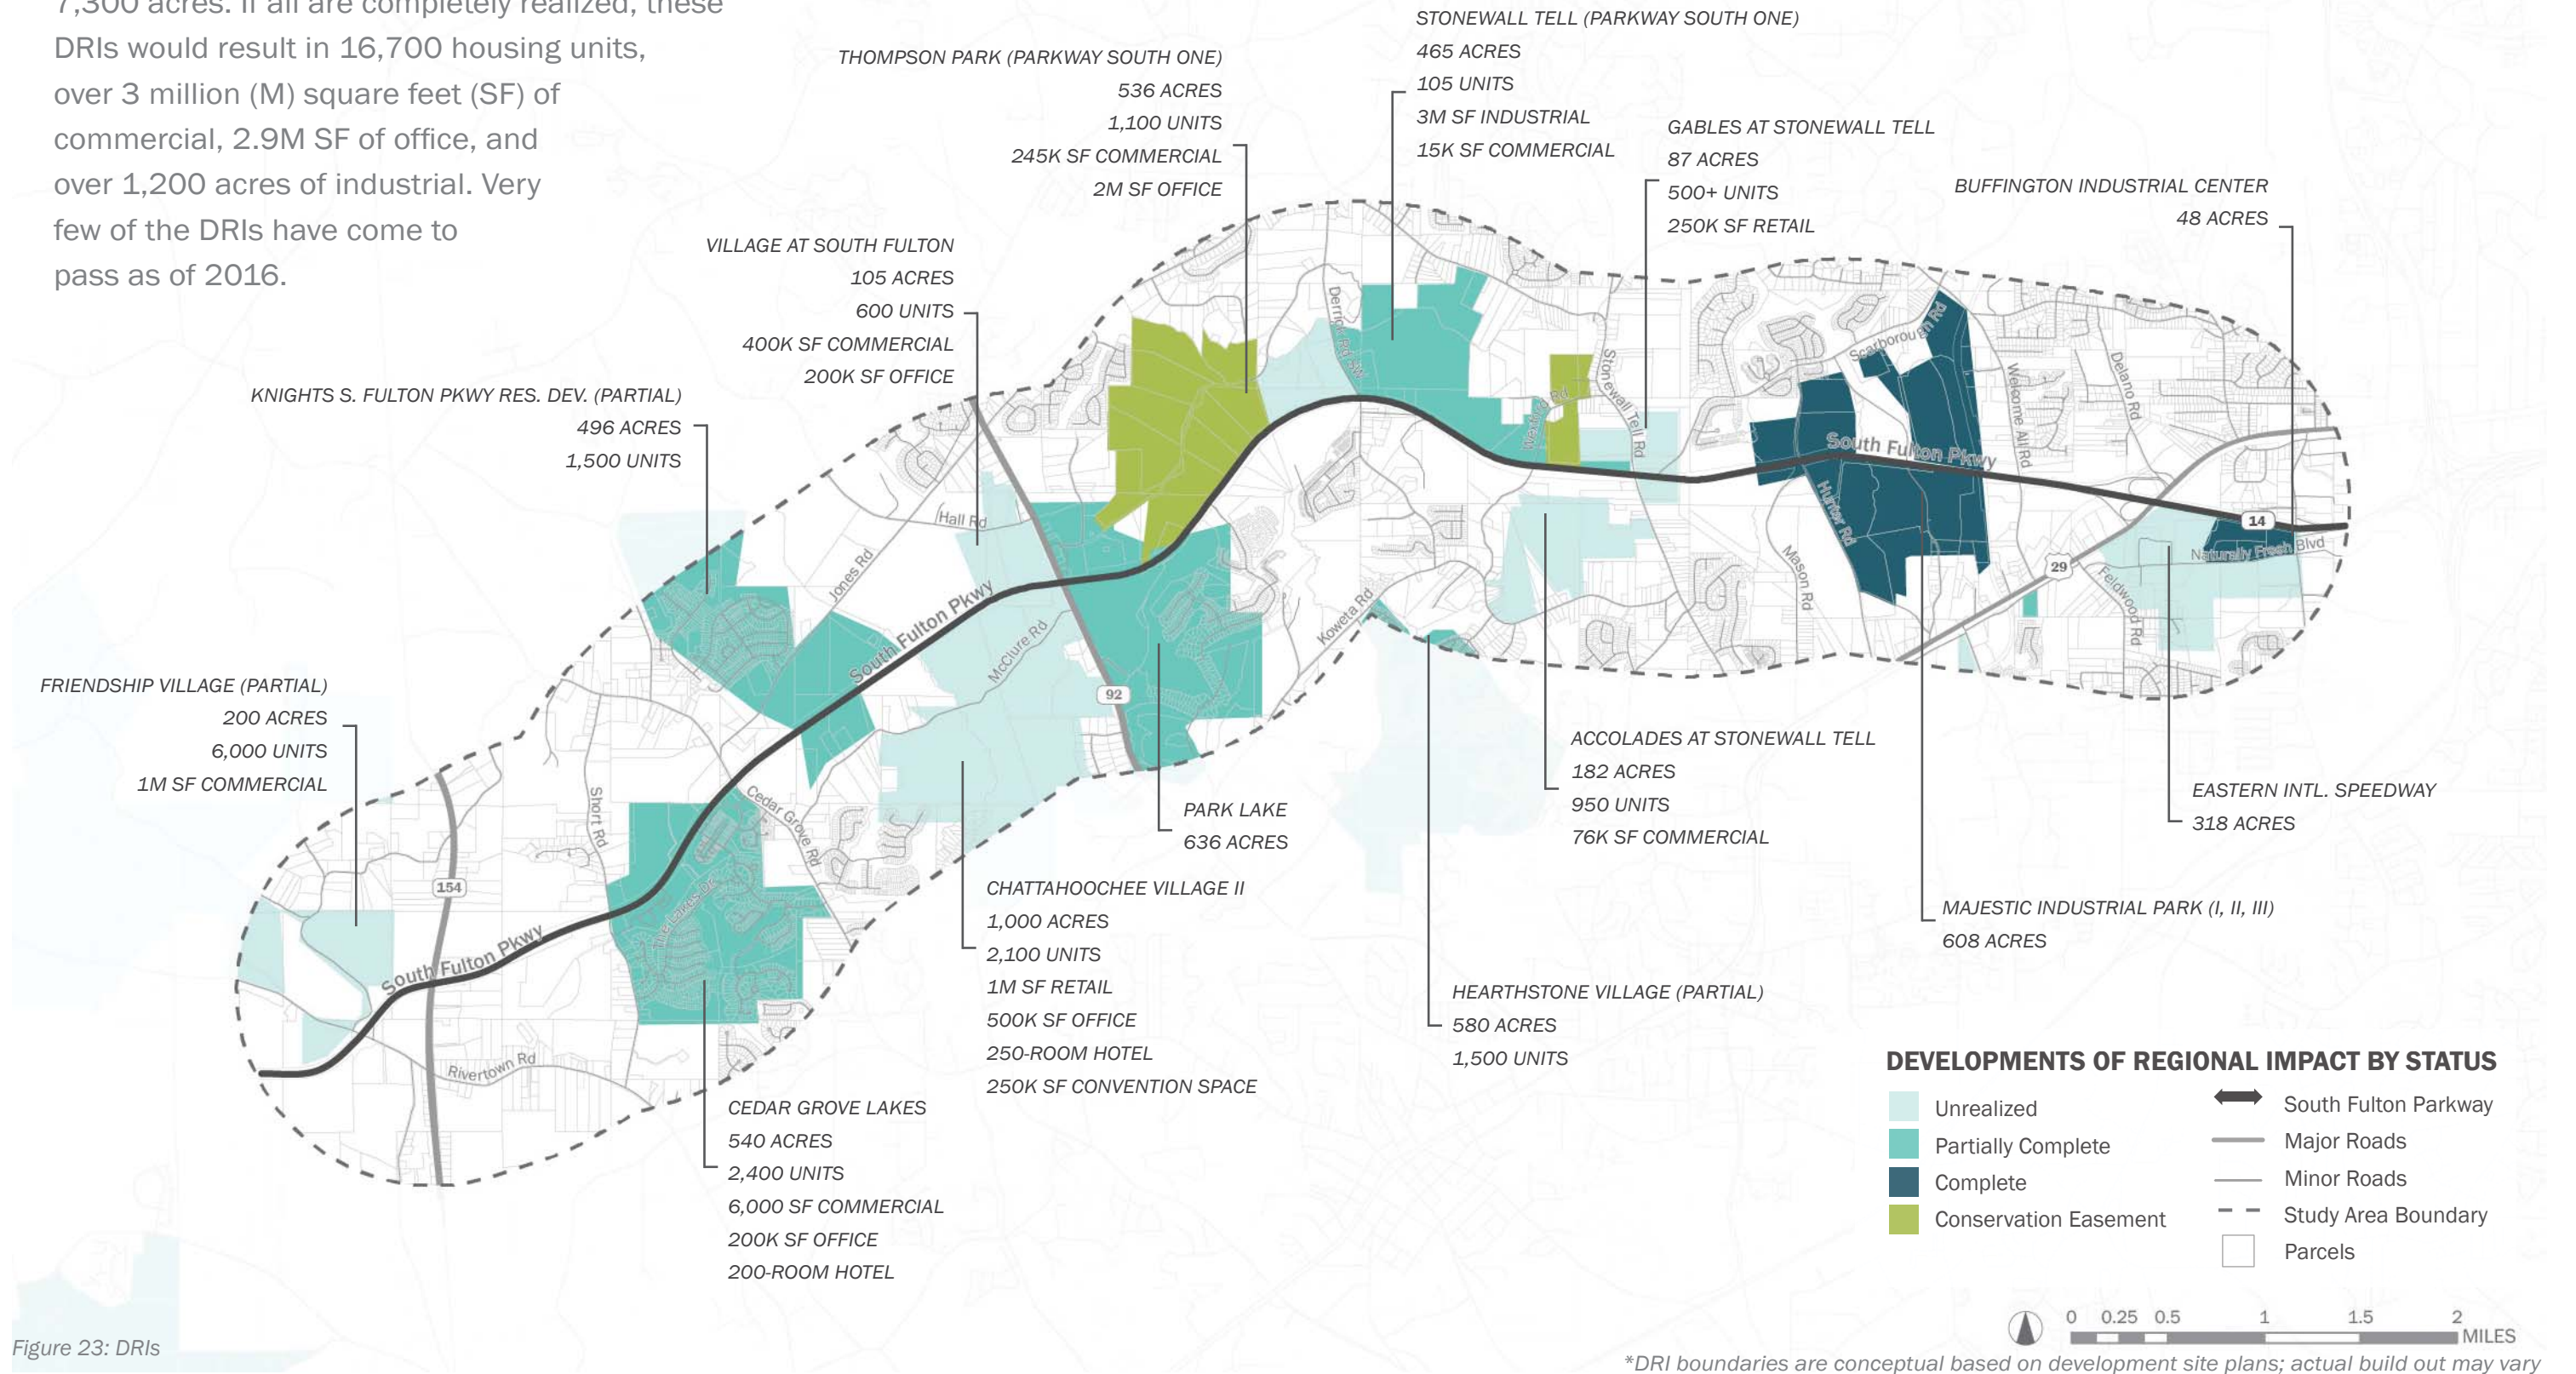 7,300 acres. If all are completely realized, these
DRIs would result in 16,700 housing units,
over 3 million (M) square feet (SF) of
commercial, 2.9M SF of office, and
over 1,200 acres of industrial. Very
few of the DRIs have come to
pass as of 2016.
STONEWALL TELL (PARKWAY SOUTH ONE)
465 ACRES
105 UNITS
3M SF INDUSTRIAL
15K SF COMMERCIAL
THOMPSON PARK (PARKWAY SOUTH ONE)
536 ACRES
1,100 UNITS
245K SF COMMERCIAL
2M SF OFFICE
GABLES AT STONEWALL TELL
87 ACRES
500+ UNITS
250K SF RETAIL
BUFFINGTON INDUSTRIAL CENTER
48 ACRES
VILLAGE AT SOUTH FULTON
105 ACRES
600 UNITS
400K SF COMMERCIAL
200K SF OFFICE
KNIGHTS S. FULTON PKWY RES. DEV. (PARTIAL)
496 ACRES
1,500 UNITS
FRIENDSHIP VILLAGE (PARTIAL)
200 ACRES
6,000 UNITS
1M SF COMMERCIAL
Scarborough Rd
Stonewall Tell Rd
Welcome All Rd
Delano Rd
South Fulton Pkwy
Hunter Rd
Mason Rd
14
Naturally Fresh Blvd
29
Feldwood Rd
Hall Rd
Jones Rd
South Fulton Pkwy
McClure Rd
92
Koweta Rd
Short Rd
Cedar Grove Rd
154
South Fulton Pkwy
Rivertown Rd
PARK LAKE
636 ACRES
ACCOLADES AT STONEWALL TELL
182 ACRES
950 UNITS
76K SF COMMERCIAL
EASTERN INTL. SPEEDWAY
318 ACRES
CHATTAHOOCHEE VILLAGE II
1,000 ACRES
2,100 UNITS
1M SF RETAIL
500K SF OFFICE
250-ROOM HOTEL
250K SF CONVENTION SPACE
MAJESTIC INDUSTRIAL PARK (I, II, III)
608 ACRES
HEARTHSTONE VILLAGE (PARTIAL)
580 ACRES
1,500 UNITS
CEDAR GROVE LAKES
540 ACRES
2,400 UNITS
6,000 SF COMMERCIAL
200K SF OFFICE
200-ROOM HOTEL
DEVELOPMENTS OF REGIONAL IMPACT BY STATUS
Unrealized
Partially Complete
Complete
Conservation Easement
South Fulton Parkway
Major Roads
Minor Roads
Study Area Boundary
Parcels
0 0.25 0.5 1 1.5 2
MILES
Figure 23: DRIs
*DRI boundaries are conceptual based on development site plans; actual build out may vary